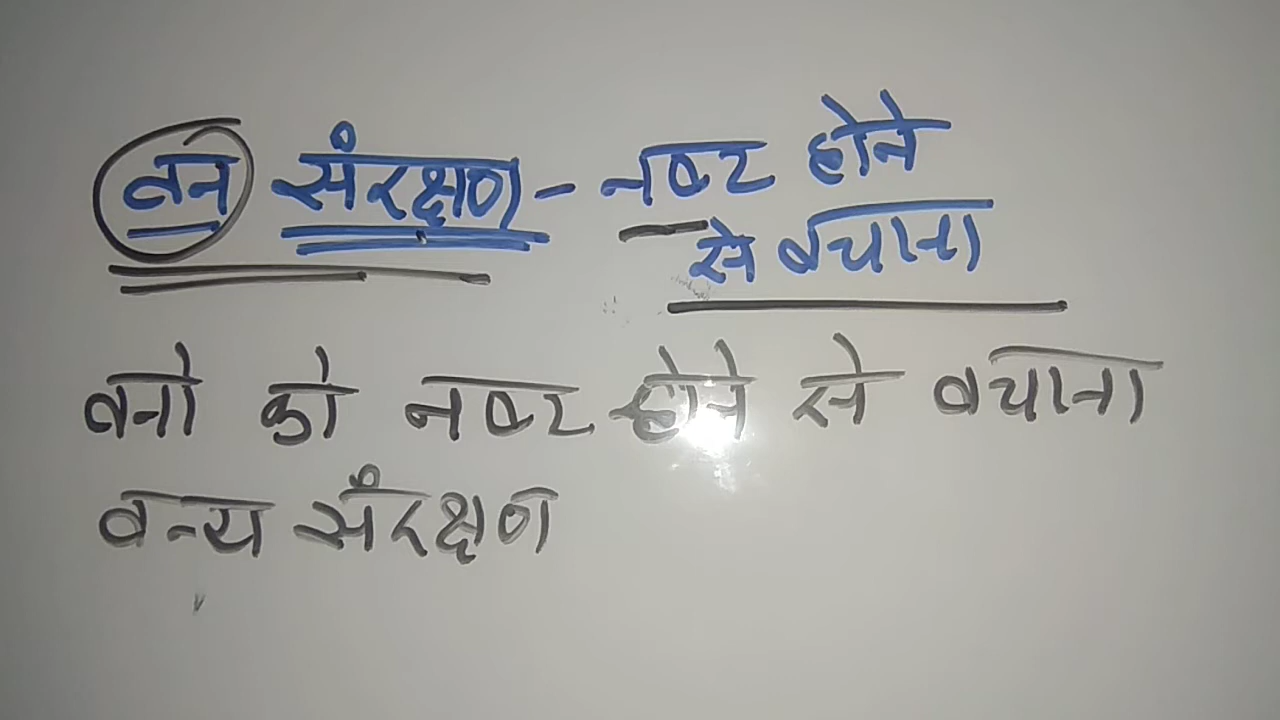 वन संरक्षण - नष्ट होने
से बचाना
वनो को नष्ट होने से बचाना
वन्य संरक्षण